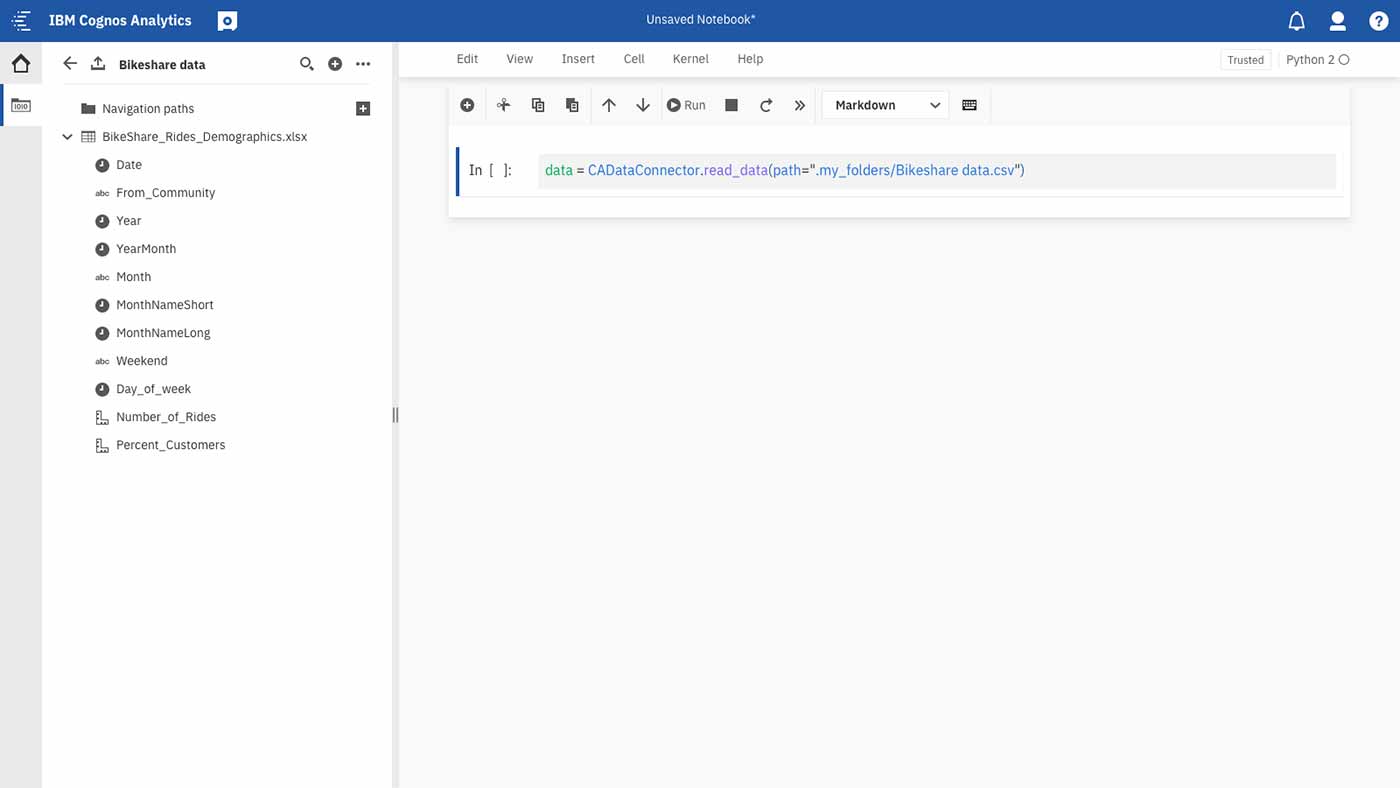 IBM Cognos Analytics
Unsaved Notebook*
?
Bikeshare data
Navigation paths
BikeShare_Rides_Demographics.xlsx
Date
abc From_Community
Year
YearMonth
abc Month
MonthNameShort
MonthNameLong
abc Weekend
Day_of_week
Number_of_Rides
Percent_Customers
Edit View Insert Cell Kernel Help
Trusted Python 2
Run Markdown
In [ ]: data = CADataConnector.read_data(path=".my_folders/Bikeshare data.csv")